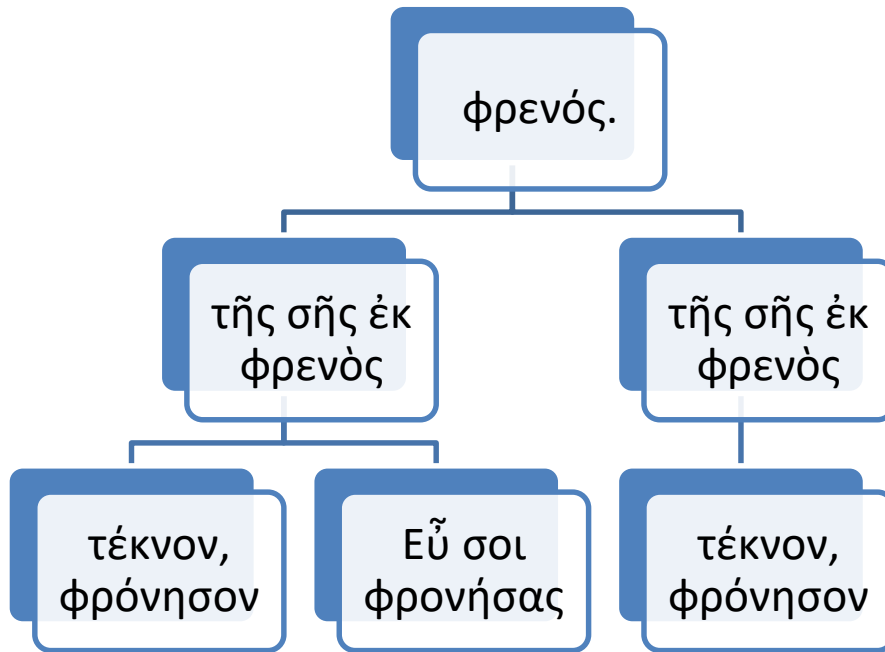 φρενός.
τῆς σῆς ἐκ
φρενὸς
τῆς σῆς ἐκ
φρενὸς
τέκνον,
φρόνησον
Εὖ σοι
φρονήσας
τέκνον,
φρόνησον